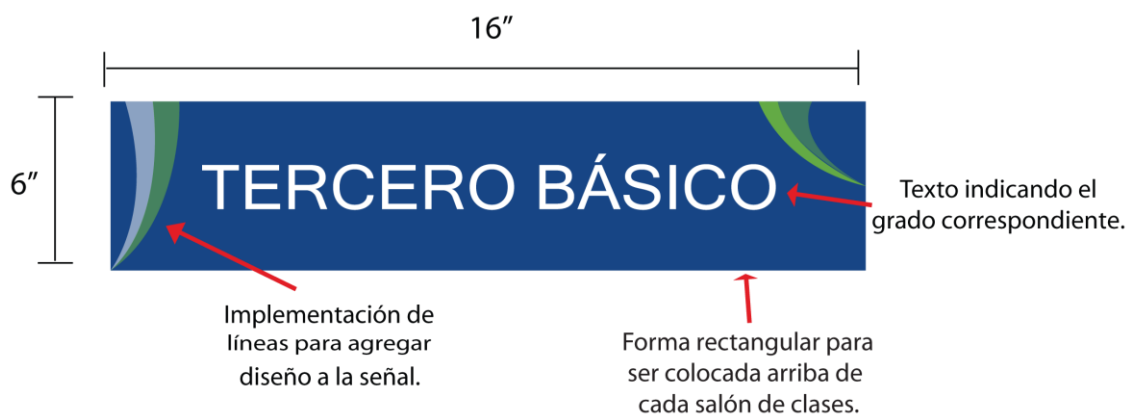 16”
6”
TERCERO BÁSICO
Texto indicando el
grado correspondiente.
Implementación de
líneas para agregar
diseño a la señal.
Forma rectangular para
ser colocada arriba de
cada salón de clases.